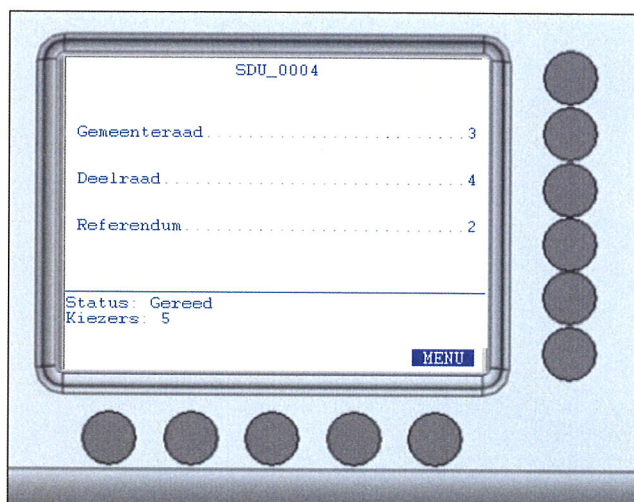 SDU_0004
Gemeenteraad..........................3
Deelraad..............................4
Referendum............................2
Status: Gereed
Kiezers: 5
MENU